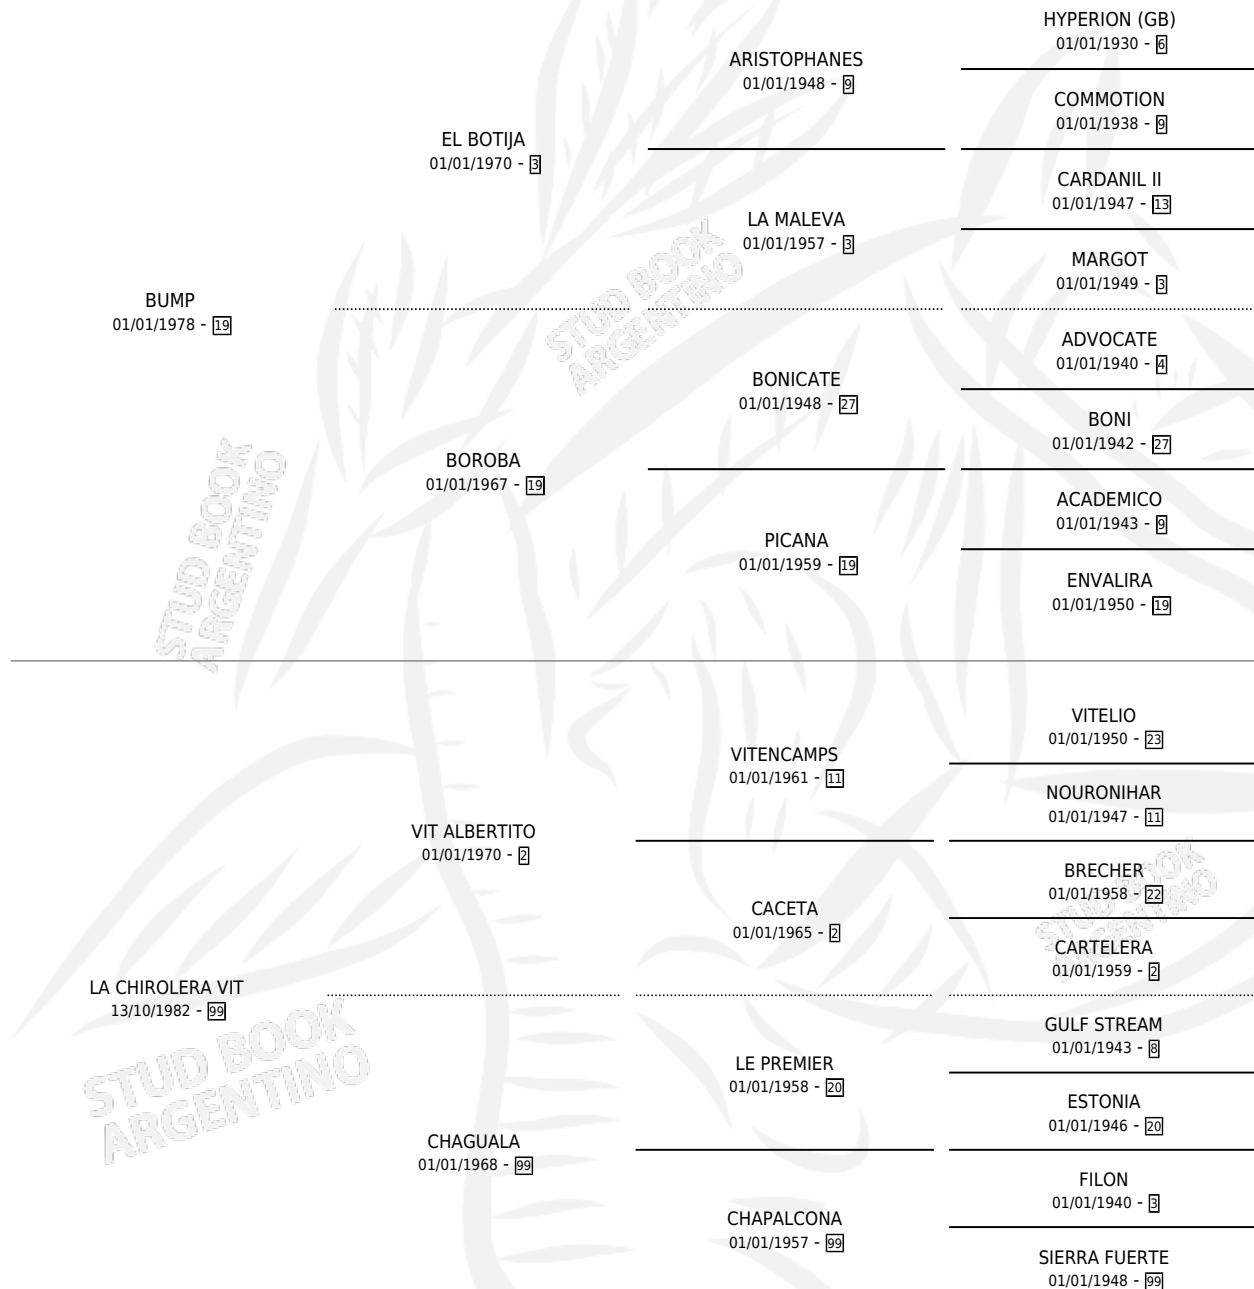 HYPERION (GB)
01/01/1930 - 6
ARISTOPHANES
01/01/1948 - 9
COMMOTION
01/01/1938 - 9
EL BOTIJA
01/01/1970 - 3
CARDANIL II
01/01/1947 - 13
LA MALEVA
01/01/1957 - 3
MARGOT
01/01/1949 - 3
BUMP
01/01/1978 - 19
ADVOCATE
01/01/1940 - 4
BONICATE
01/01/1948 - 27
BONI
01/01/1942 - 27
BOROBA
01/01/1967 - 19
ACADEMICO
01/01/1943 - 9
PICANA
01/01/1959 - 19
ENVALIRA
01/01/1950 - 19
VITELIO
01/01/1950 - 23
VITENCAMPS
01/01/1961 - 11
NOURONIHAR
01/01/1947 - 11
VIT ALBERTITO
01/01/1970 - 2
BRECHER
01/01/1958 - 22
CACETA
01/01/1965 - 2
CARTELERA
01/01/1959 - 2
LA CHIROLERA VIT
13/10/1982 - 99
GULF STREAM
01/01/1943 - 8
LE PREMIER
01/01/1958 - 20
ESTONIA
01/01/1946 - 20
CHAGUALA
01/01/1968 - 99
FILON
01/01/1940 - 3
CHAPALCONA
01/01/1957 - 99
SIERRA FUERTE
01/01/1948 - 99
STUD BOOK
ARGENTINO
STUD BOOK
ARGENTINO
STUD BOOK
ARGENTINO
STUD BOOK
ARGENTINO